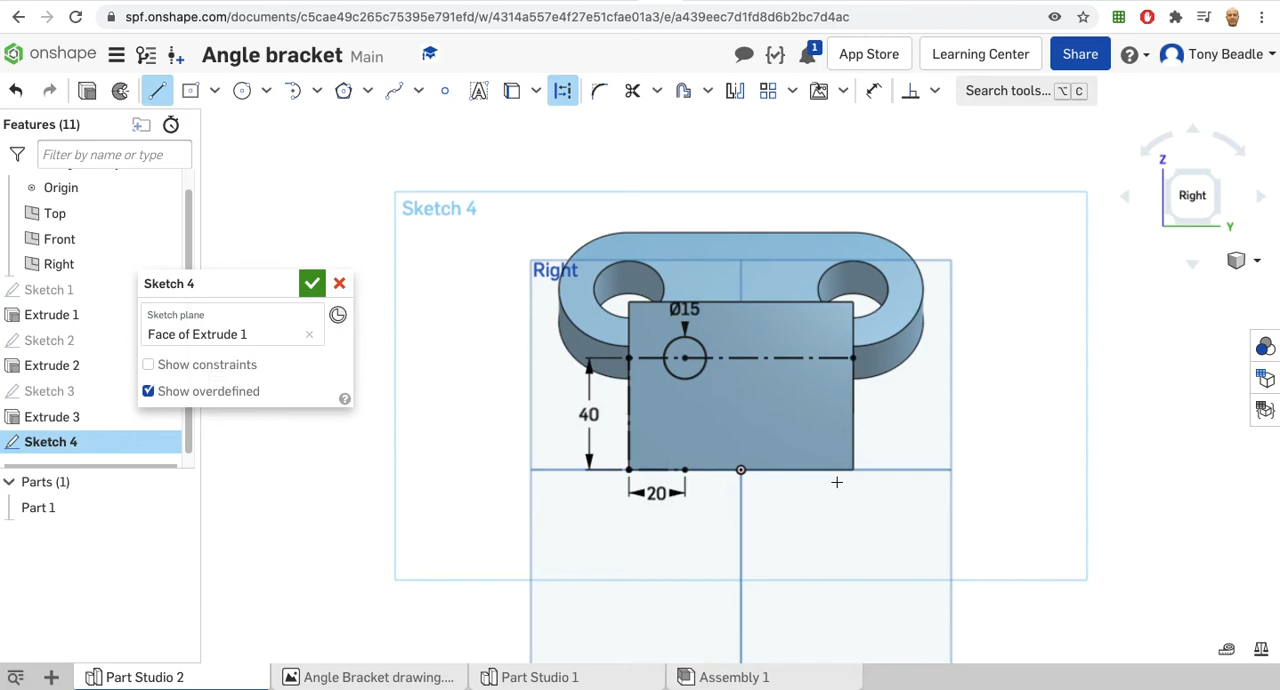 spf.onshape.com/documents/c5cae49c265c75395e791efd/w/4314a557e4f27e51cfae01a3/e/a439eec7d1fd8d6b2bc7d4ac
onshape
Angle bracket Main
1
App Store
Learning Center
Share
Tony Beadle
Search tools... ⌥ C
Features (11)
Filter by name or type
Origin
Top
Front
Right
Sketch 1
Extrude 1
Sketch 2
Extrude 2
Sketch 3
Extrude 3
Sketch 4
Parts (1)
Part 1
Sketch 4
Sketch plane
Face of Extrude 1
Show constraints
Show overdefined
Sketch 4
Right
Ø15
40
20
Z
Right
Y
Part Studio 2
Angle Bracket drawing....
Part Studio 1
Assembly 1